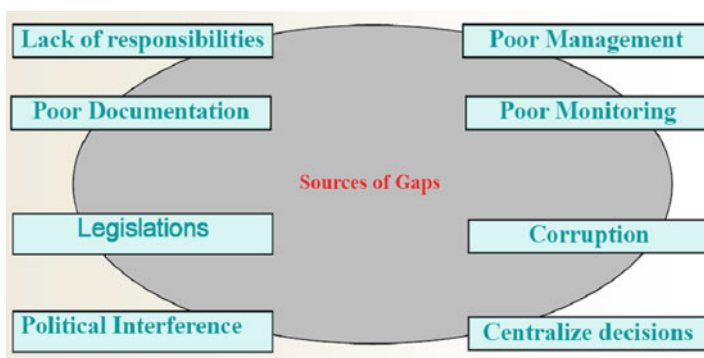 Lack of responsibilities
Poor Management
Poor Documentation
Poor Monitoring
Sources of Gaps
Legislations
Corruption
Political Interference
Centralize decisions